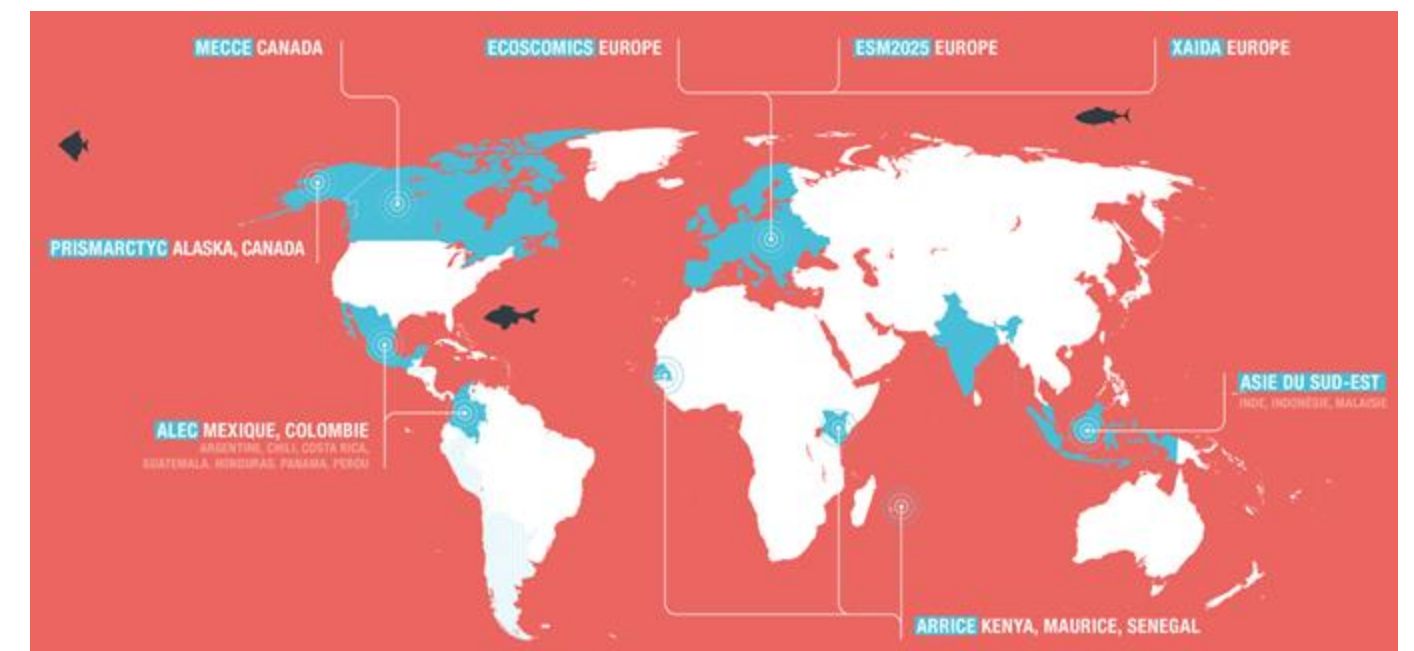 MECCE CANADA
ECOSCOMICS EUROPE
ESM2025 EUROPE
XAIDA EUROPE
PRISMARCTYC ALASKA, CANADA
ASIE DU SUD-EST
INDE, INDONÉSIE, MALAISIE
ALEC MEXIQUE, COLOMBIE
ARGENTINE, CHILI, COSTA RICA,
GUATEMALA, HONDURAS, PANAMA, PEROU
ARRICE KENYA, MAURICE, SENEGAL